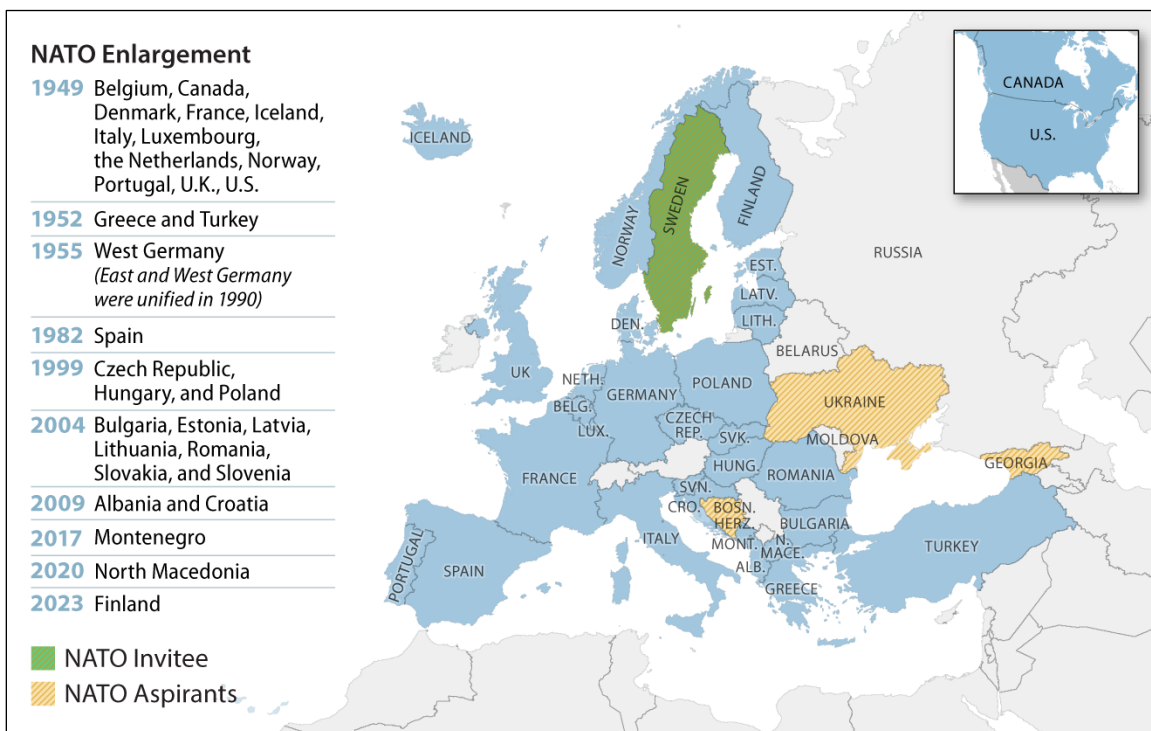 NATO Enlargement
1949 Belgium, Canada,
Denmark, France, Iceland,
Italy, Luxembourg,
the Netherlands, Norway,
Portugal, U.K., U.S.
1952 Greece and Turkey
1955 West Germany
(East and West Germany
were unified in 1990)
1982 Spain
1999 Czech Republic,
Hungary, and Poland
2004 Bulgaria, Estonia, Latvia,
Lithuania, Romania,
Slovakia, and Slovenia
2009 Albania and Croatia
2017 Montenegro
2020 North Macedonia
2023 Finland
NATO Invitee
NATO Aspirants
CANADA
U.S.
ICELAND
NORWAY
SWEDEN
FINLAND
RUSSIA
EST.
LATV.
LITH.
DEN.
BELARUS
UK
NETH.
BELG.
LUX.
GERMANY
POLAND
UKRAINE
CZECH
REP.
SVK.
MOLDOVA
FRANCE
HUNG.
ROMANIA
GEORGIA
SVN.
CRO.
BOSN.
HERZ.
ITALY
MONT.
N.
MACE.
BULGARIA
ALB.
GREECE
TURKEY
PORTUGAL
SPAIN